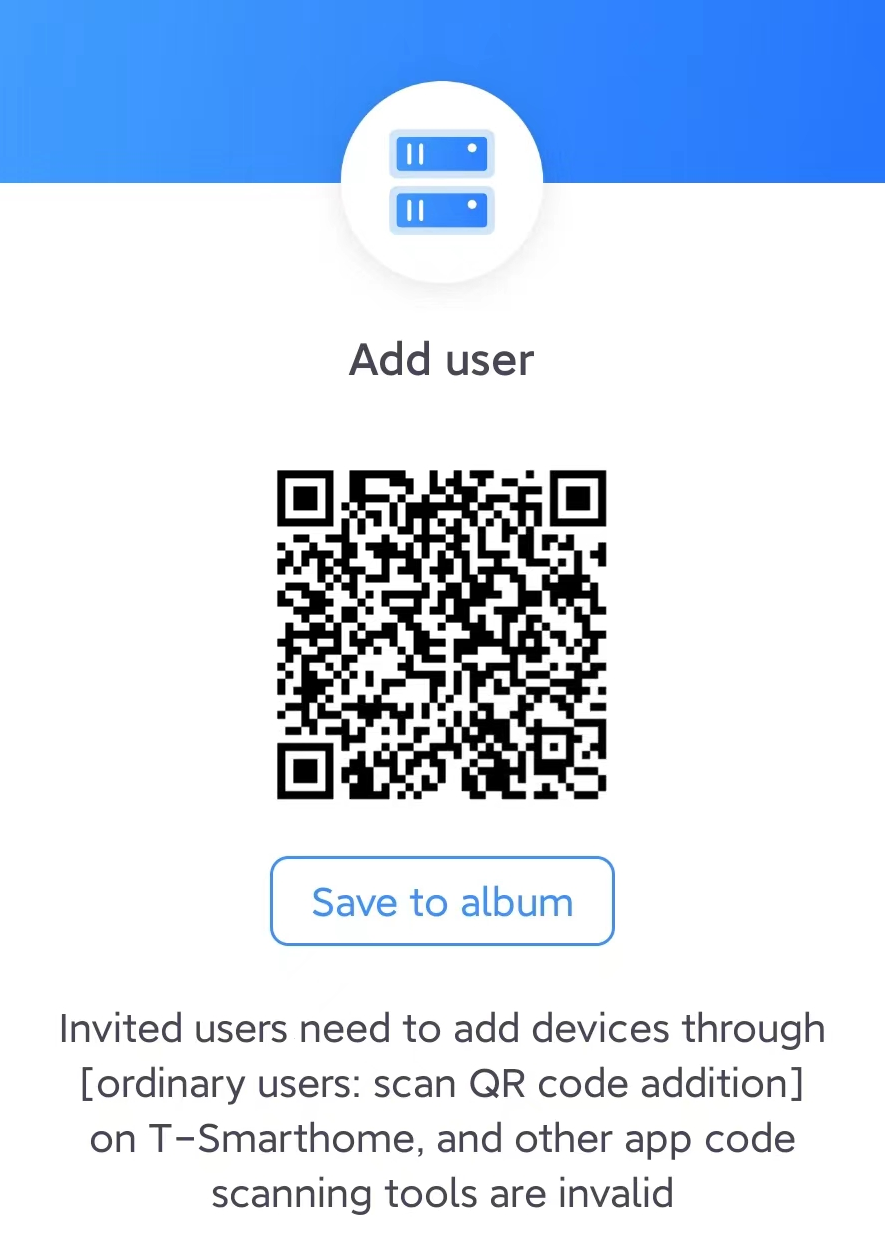 Add user
Save to album
Invited users need to add devices through
[ordinary users: scan QR code addition]
on T-Smarthome, and other app code
scanning tools are invalid